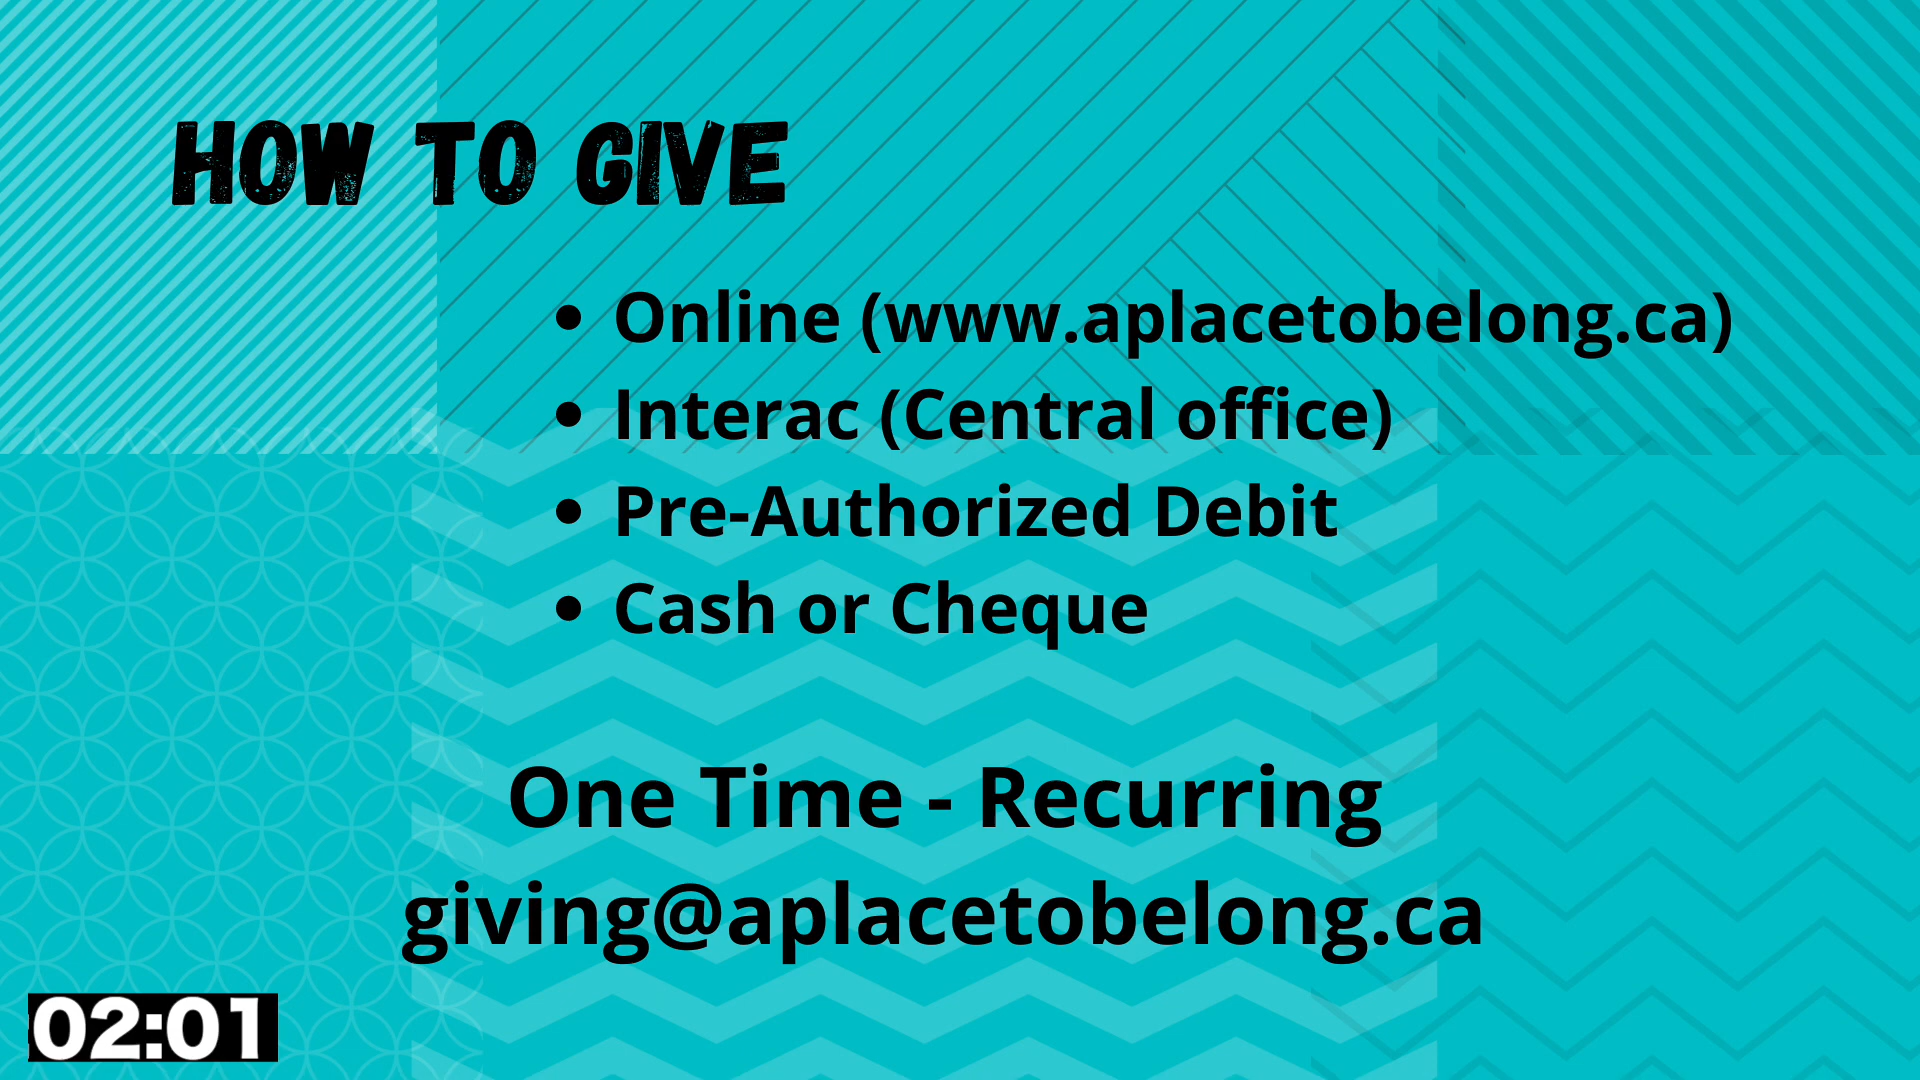 HOW TO GIVE
• Online (www.aplacetobelong.ca)
• Interac (Central office)
• Pre-Authorized Debit
• Cash or Cheque
One Time - Recurring
giving@aplacetobelong.ca
02:01